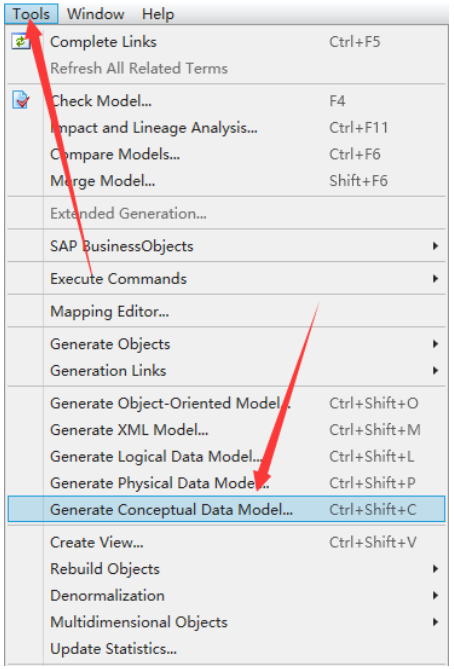 Tools Window Help
Complete Links Ctrl+F5
Refresh All Related Terms
Check Model... F4
Impact and Lineage Analysis... Ctrl+F11
Compare Models... Ctrl+F6
Merge Model... Shift+F6
Extended Generation...
SAP BusinessObjects
Execute Commands
Mapping Editor...
Generate Objects
Generation Links
Generate Object-Oriented Model... Ctrl+Shift+O
Generate XML Model... Ctrl+Shift+M
Generate Logical Data Model... Ctrl+Shift+L
Generate Physical Data Model... Ctrl+Shift+P
Generate Conceptual Data Model... Ctrl+Shift+C
Create View... Ctrl+Shift+V
Rebuild Objects
Denormalization
Multidimensional Objects
Update Statistics...